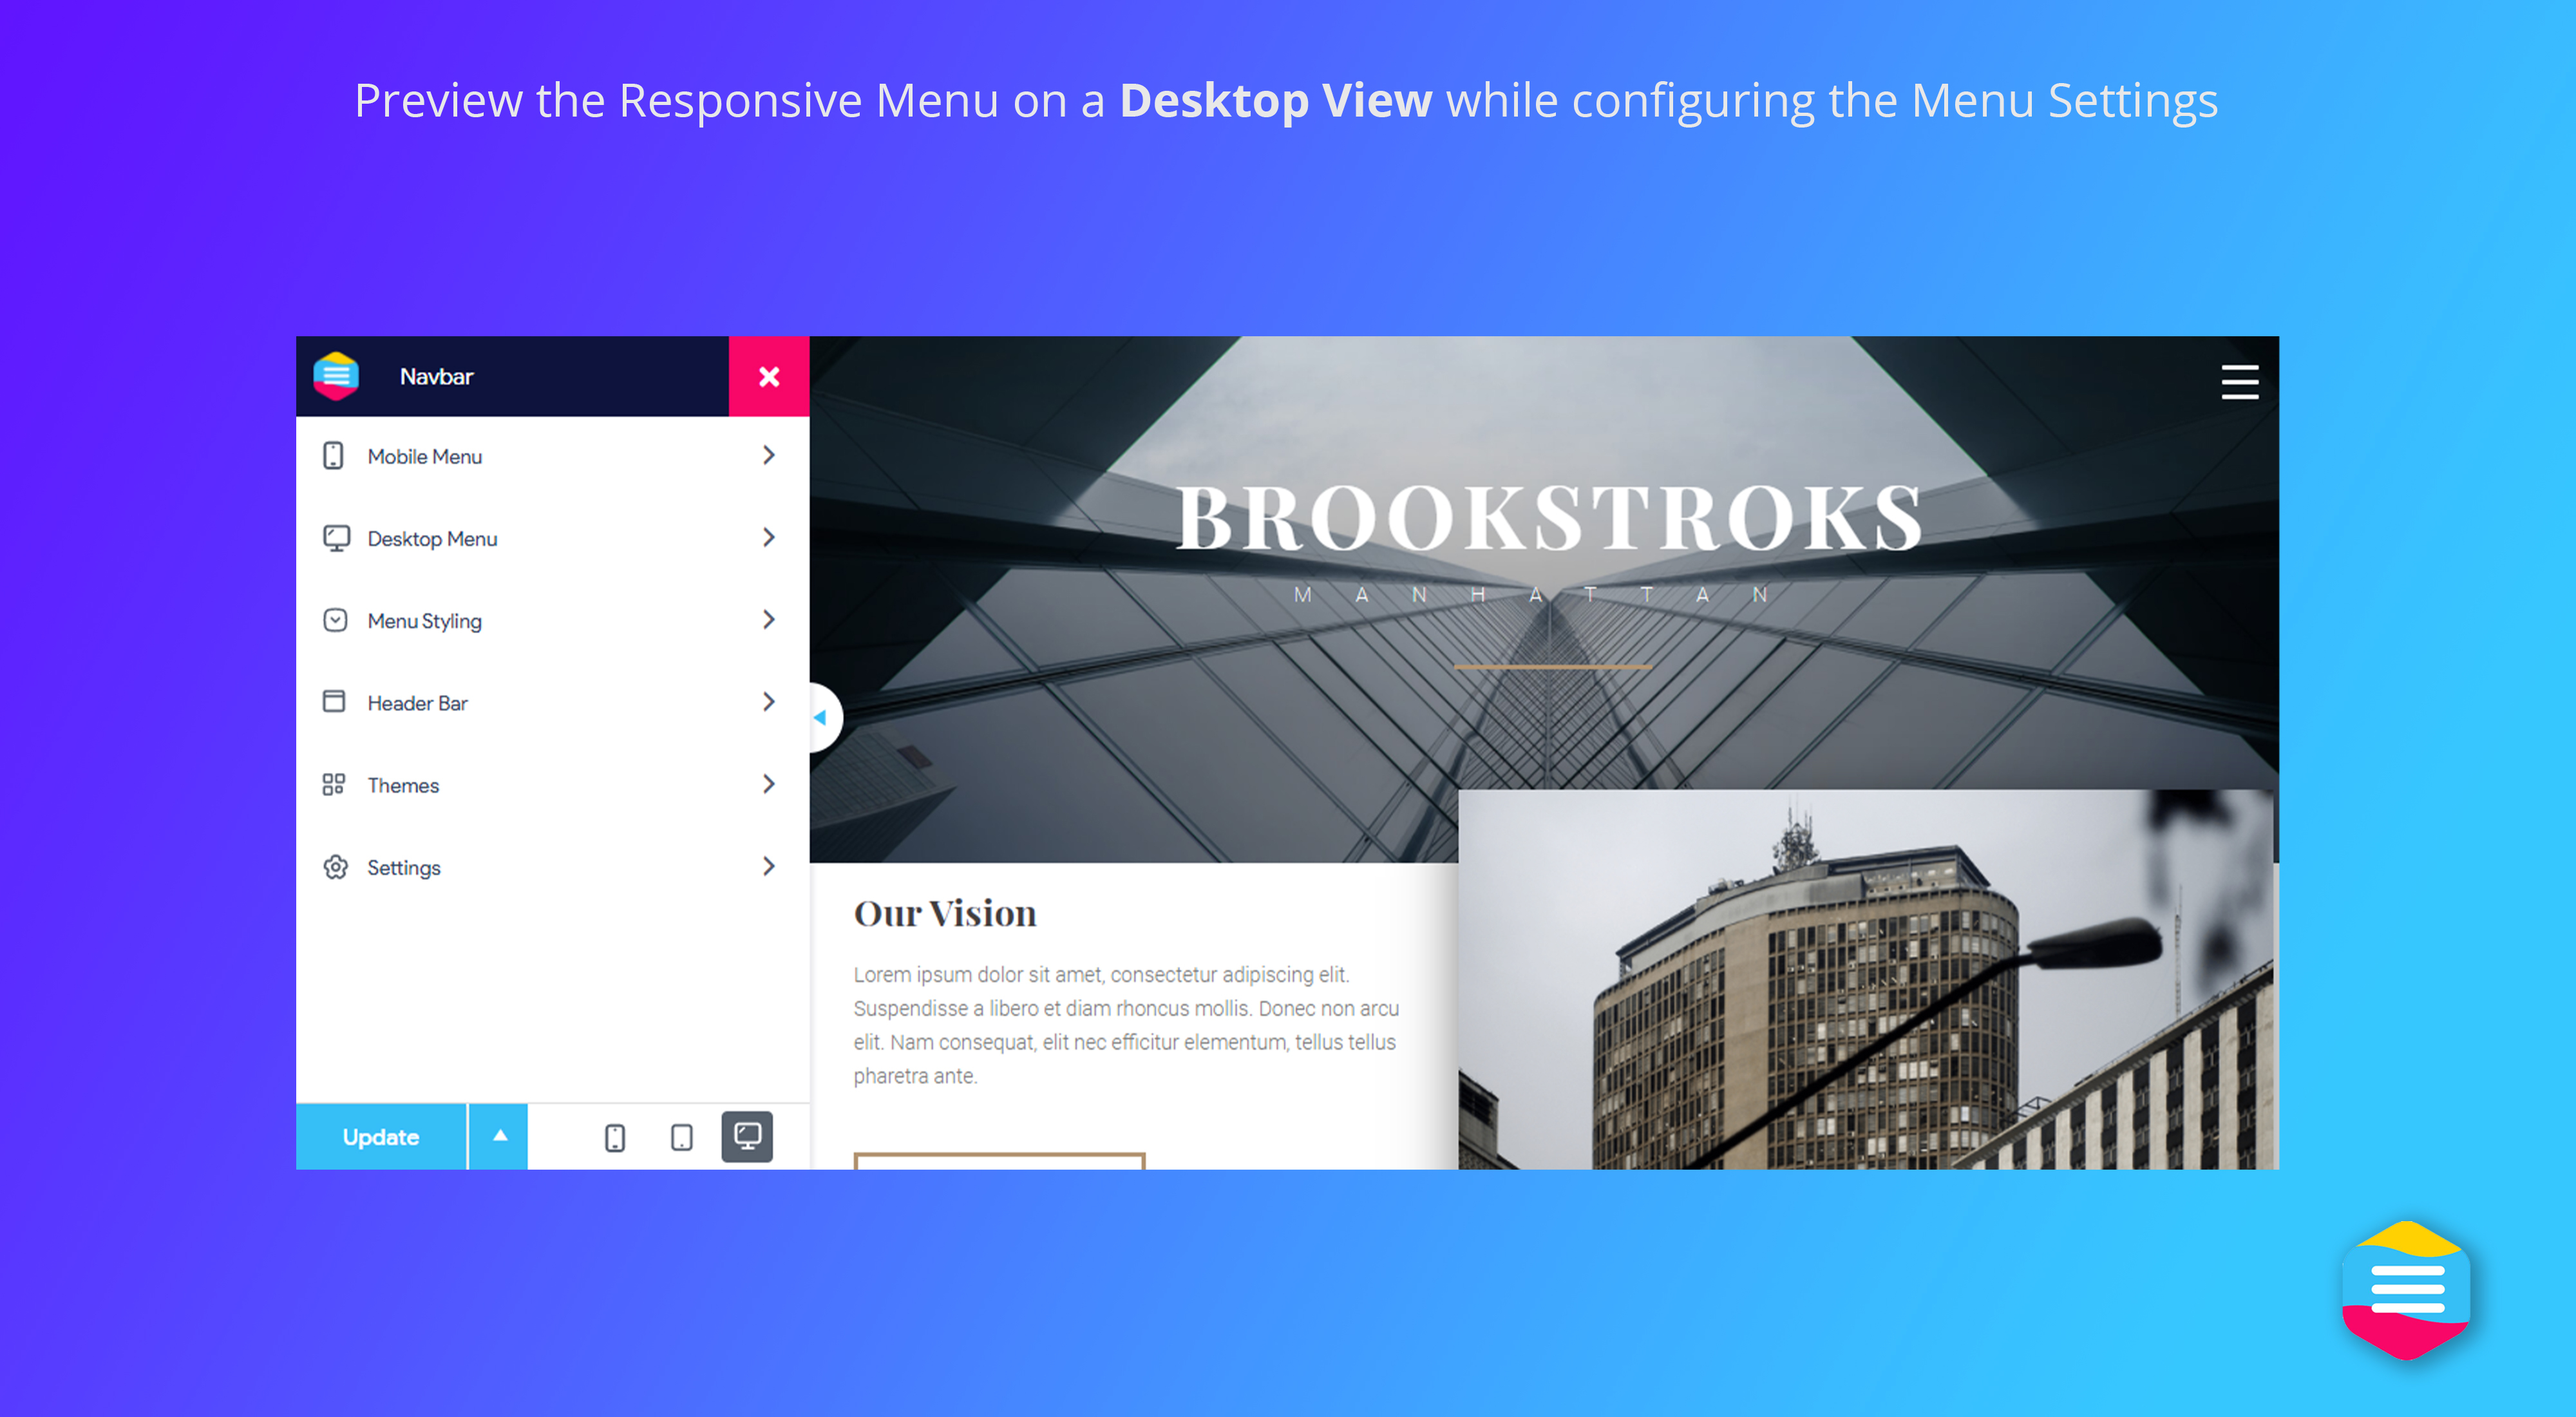 Preview the Responsive Menu on a Desktop View while configuring the Menu Settings
Navbar
Mobile Menu
Desktop Menu
Menu Styling
Header Bar
Themes
Settings
Update
BROOKSTROKS
MANHATTAN
Our Vision
Lorem ipsum dolor sit amet, consectetur adipiscing elit.
Suspendisse a libero et diam rhoncus mollis. Donec non arcu
elit. Nam consequat, elit nec efficitur elementum, tellus tellus
pharetra ante.